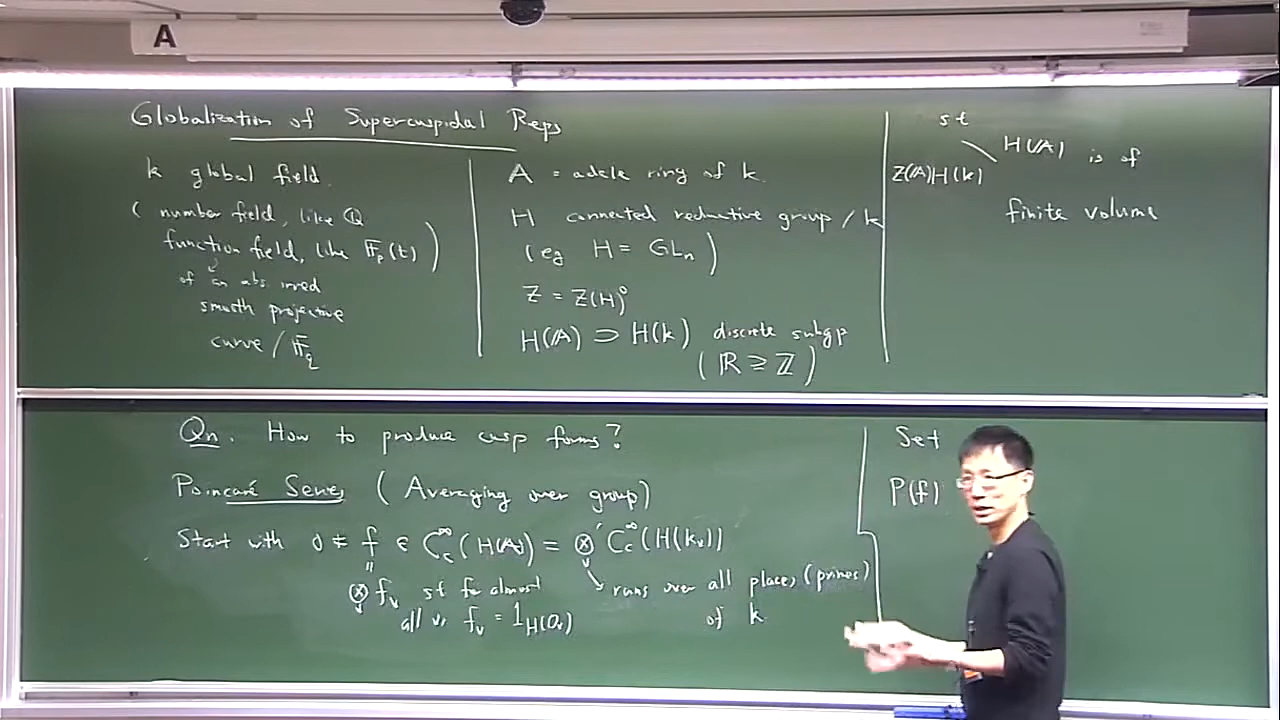 A
Globalization of Supercuspidal Reps
k global field.
( number field, like ℚ
function field, like 𝔽_p(t) )
of an abs. irred
smooth projective
curve / 𝔽_q
A = adele ring of k.
H connected reductive group / k
(eg H = GL_n)
Z = Z(H)°
H(𝔸) ⊃ H(k) discrete subgp
(ℝ ⊇ ℤ)
st
Z(𝔸)H(k) \ H(𝔸) is of
finite volume
Qn. How to produce cusp forms?
Poincaré Series (Averaging over group)
Start with 0 ≠ f ∈ C_c^∞(H(𝔸)) = ⊗'_v C_c^∞(H(k_v))
"
⊗_v f_v st for almost
all v, f_v = 1_{H(O_v)}
runs over all places (primes)
of k
Set
P(f)